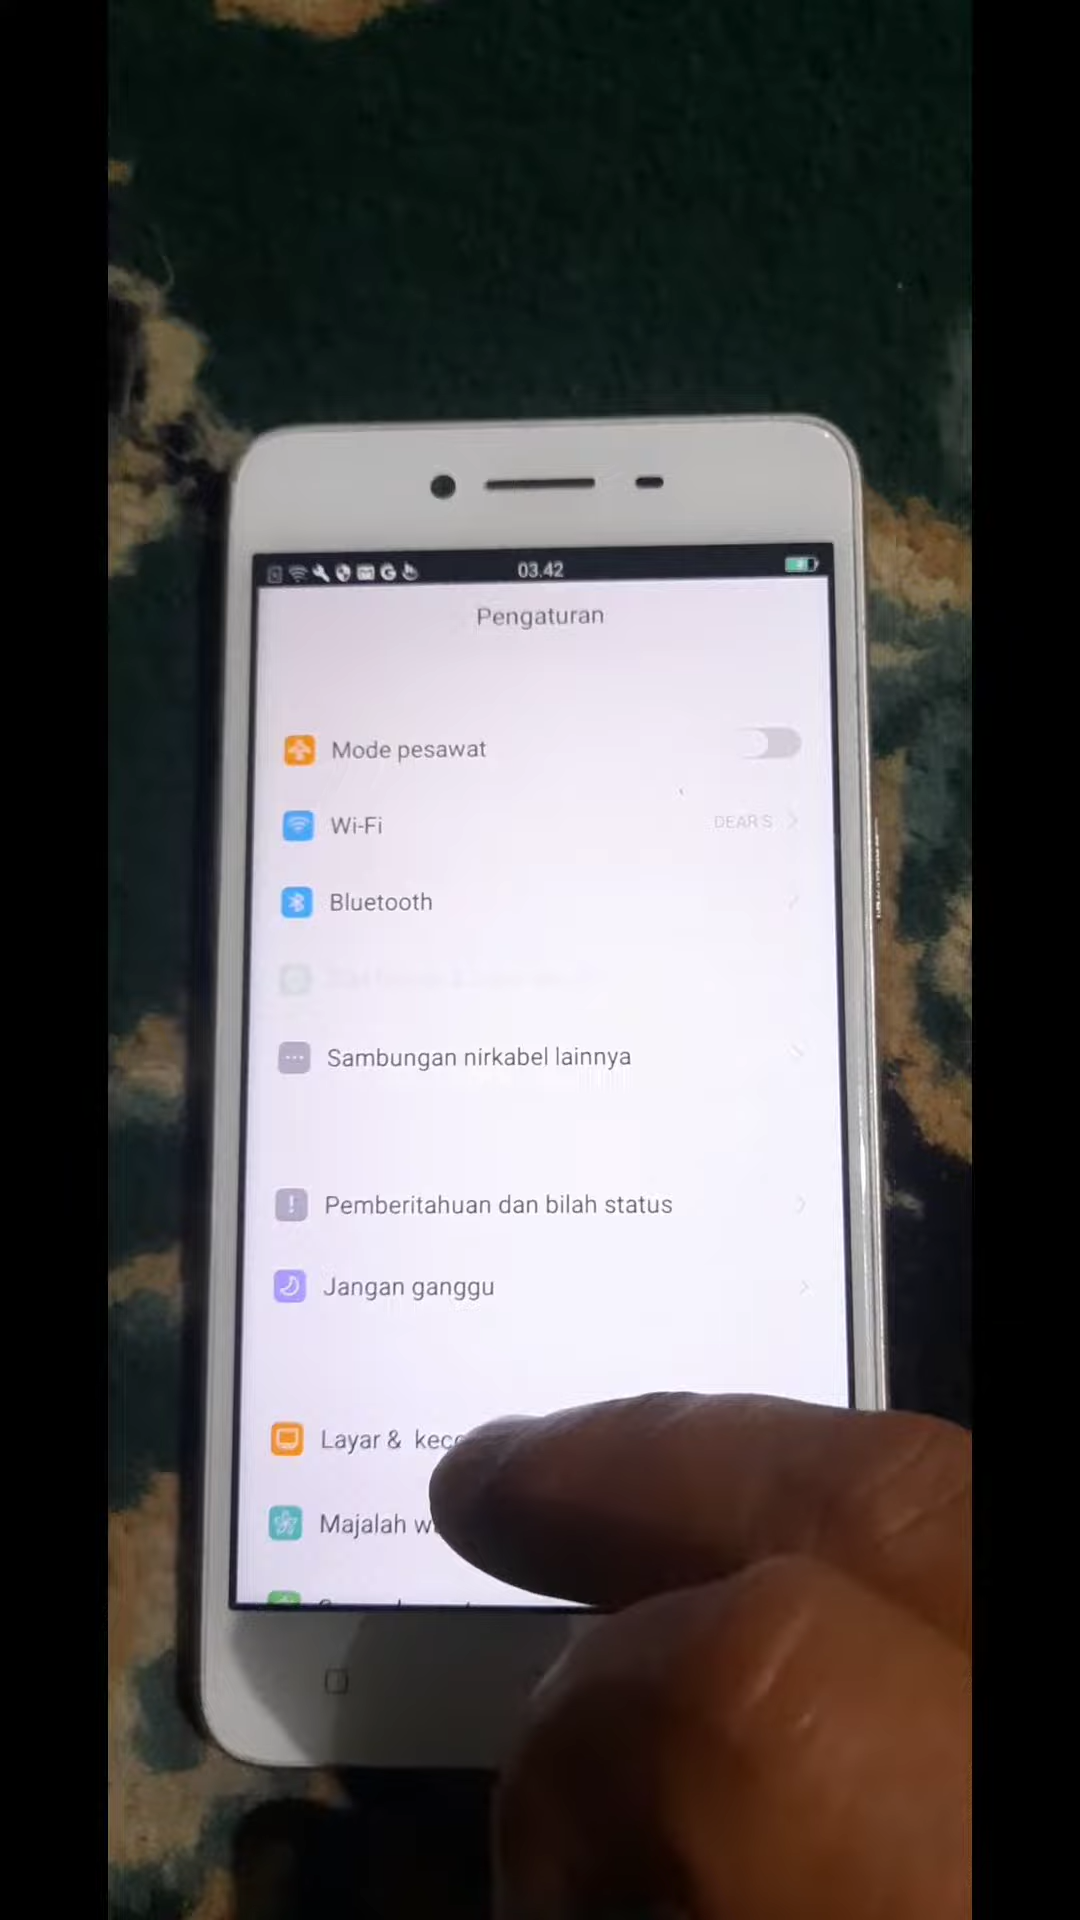 03.42
Pengaturan
Mode pesawat
Wi-Fi
DEAR'S
Bluetooth
Sambungan nirkabel lainnya
Pemberitahuan dan bilah status
Jangan ganggu
Layar &
Majalah